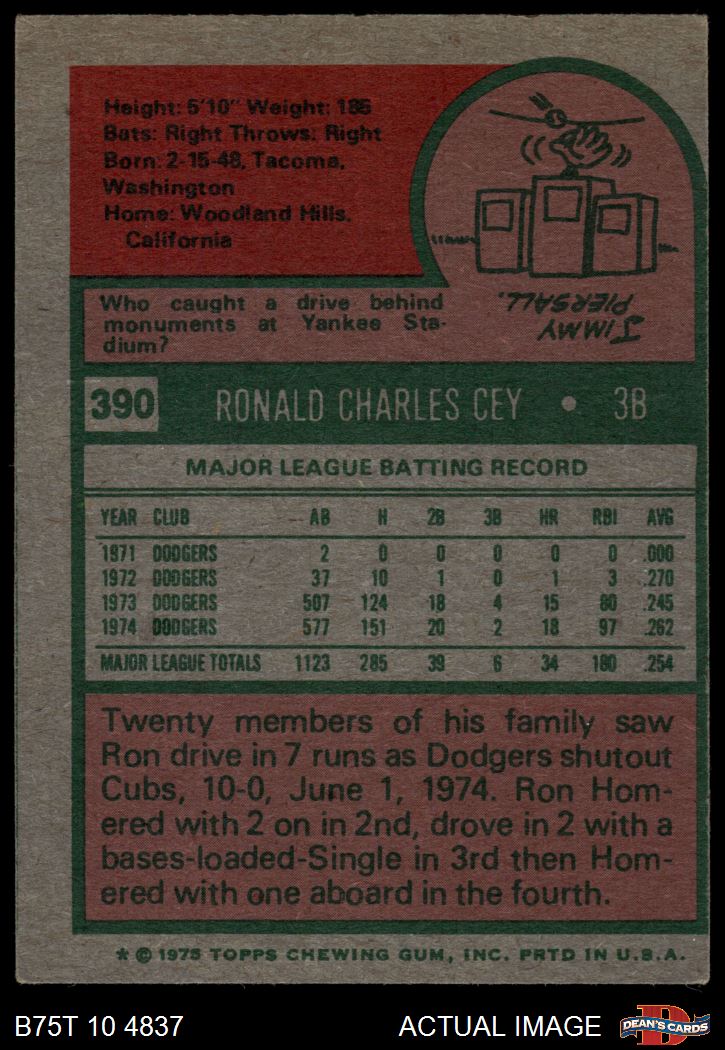 Height: 5'10" Weight: 185
Bats: Right Throws: Right
Born: 2-15-48, Tacoma,
Washington
Home: Woodland Hills,
California
Who caught a drive behind
monuments at Yankee Sta-
dium?
JIMMY
PIERSALL.
390 RONALD CHARLES CEY • 3B
MAJOR LEAGUE BATTING RECORD
YEAR CLUB AB H 2B 3B HR RBI AVG
1971 DODGERS 2 0 0 0 0 0 .000
1972 DODGERS 37 10 1 0 1 3 .270
1973 DODGERS 507 124 18 4 15 80 .245
1974 DODGERS 577 151 20 2 18 97 .262
MAJOR LEAGUE TOTALS 1123 285 39 6 34 180 .254
Twenty members of his family saw
Ron drive in 7 runs as Dodgers shutout
Cubs, 10-0, June 1, 1974. Ron Hom-
ered with 2 on in 2nd, drove in 2 with a
bases-loaded-Single in 3rd then Hom-
ered with one aboard in the fourth.
* © 1975 TOPPS CHEWING GUM, INC. PRTD IN U.S.A.
B75T 10 4837 ACTUAL IMAGE
D
DEAN'S CARDS